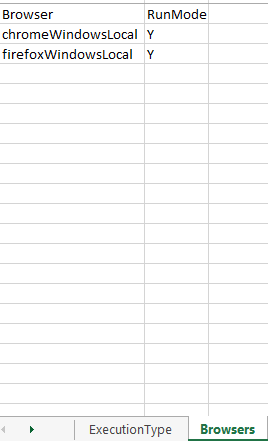 Browser RunMode
chromeWindowsLocal Y
firefoxWindowsLocal Y
ExecutionType Browsers